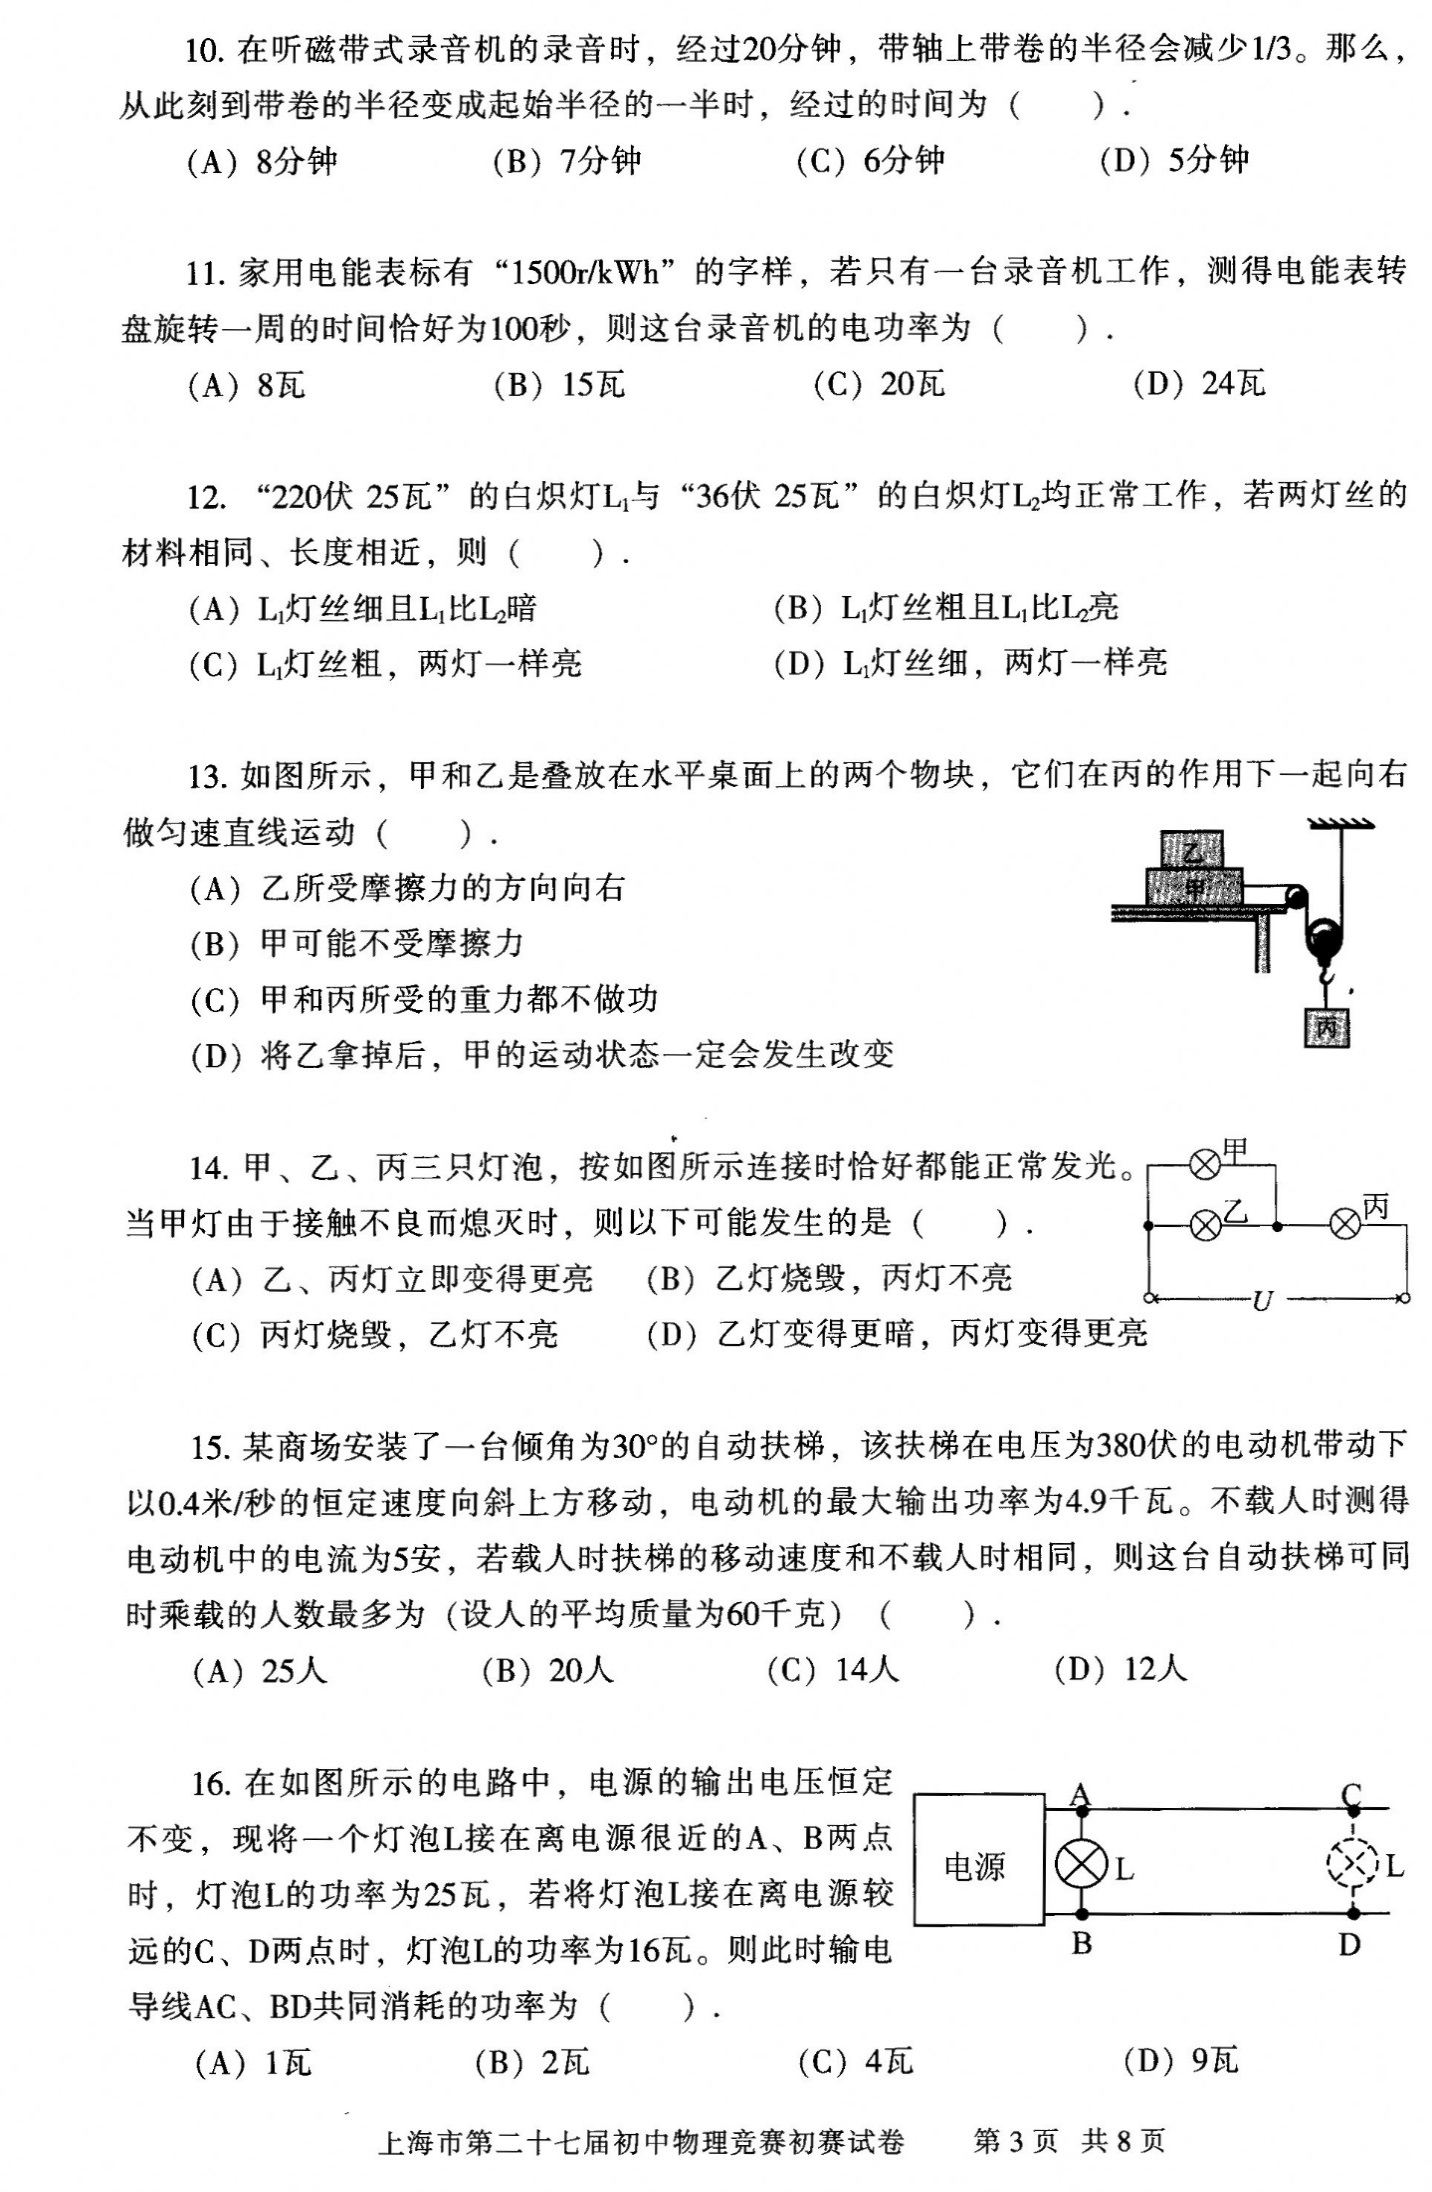 10. 在听磁带式录音机的录音时，经过20分钟，带轴上带卷的半径会减少1/3。那么，
从此刻到带卷的半径变成起始半径的一半时，经过的时间为（　　）.
（A）8分钟　（B）7分钟　（C）6分钟　（D）5分钟
11. 家用电能表标有“1500r/kWh”的字样，若只有一台录音机工作，测得电能表转
盘旋转一周的时间恰好为100秒，则这台录音机的电功率为（　　）.
（A）8瓦　（B）15瓦　（C）20瓦　（D）24瓦
12. “220伏 25瓦”的白炽灯L₁与“36伏 25瓦”的白炽灯L₂均正常工作，若两灯丝的
材料相同、长度相近，则（　　）.
（A）L₁灯丝细且L₁比L₂暗　（B）L₁灯丝粗且L₁比L₂亮
（C）L₁灯丝粗，两灯一样亮　（D）L₁灯丝细，两灯一样亮
13. 如图所示，甲和乙是叠放在水平桌面上的两个物块，它们在丙的作用下一起向右
做匀速直线运动（　　）.
（A）乙所受摩擦力的方向向右
（B）甲可能不受摩擦力
（C）甲和丙所受的重力都不做功
（D）将乙拿掉后，甲的运动状态一定会发生改变
乙
甲
丙
14. 甲、乙、丙三只灯泡，按如图所示连接时恰好都能正常发光。
当甲灯由于接触不良而熄灭时，则以下可能发生的是（　　）.
（A）乙、丙灯立即变得更亮　（B）乙灯烧毁，丙灯不亮
（C）丙灯烧毁，乙灯不亮　（D）乙灯变得更暗，丙灯变得更亮
甲
乙
丙
U
15. 某商场安装了一台倾角为30°的自动扶梯，该扶梯在电压为380伏的电动机带动下
以0.4米/秒的恒定速度向斜上方移动，电动机的最大输出功率为4.9千瓦。不载人时测得
电动机中的电流为5安，若载人时扶梯的移动速度和不载人时相同，则这台自动扶梯可同
时乘载的人数最多为（设人的平均质量为60千克）（　　）.
（A）25人　（B）20人　（C）14人　（D）12人
16. 在如图所示的电路中，电源的输出电压恒定
不变，现将一个灯泡L接在离电源很近的A、B两点
时，灯泡L的功率为25瓦，若将灯泡L接在离电源较
远的C、D两点时，灯泡L的功率为16瓦。则此时输电
导线AC、BD共同消耗的功率为（　　）.
（A）1瓦　（B）2瓦　（C）4瓦　（D）9瓦
A　C
电源　L　L
B　D
上海市第二十七届初中物理竞赛初赛试卷　第 3 页　共 8 页